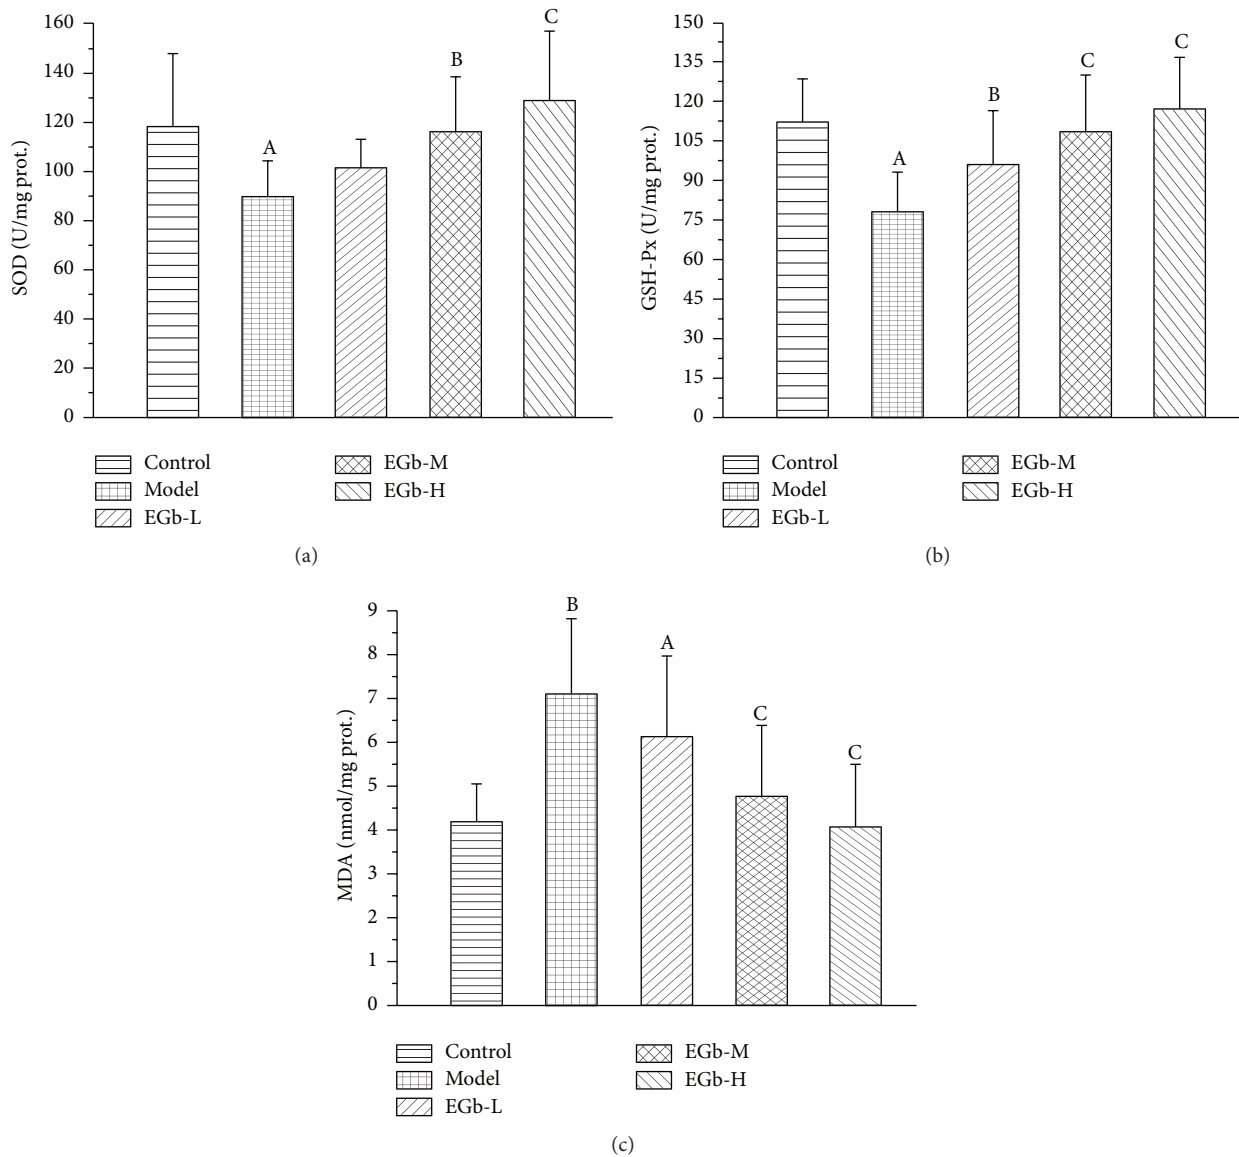 160
140
120
100
80
60
40
20
0
SOD (U/mg prot.)
A
B
C
Control
Model
EGb-L
EGb-M
EGb-H
(a)
150
135
120
105
90
75
60
45
30
15
0
GSH-Px (U/mg prot.)
A
B
C
C
Control
Model
EGb-L
EGb-M
EGb-H
(b)
9
8
7
6
5
4
3
2
1
0
MDA (nmol/mg prot.)
B
A
C
C
Control
Model
EGb-L
EGb-M
EGb-H
(c)